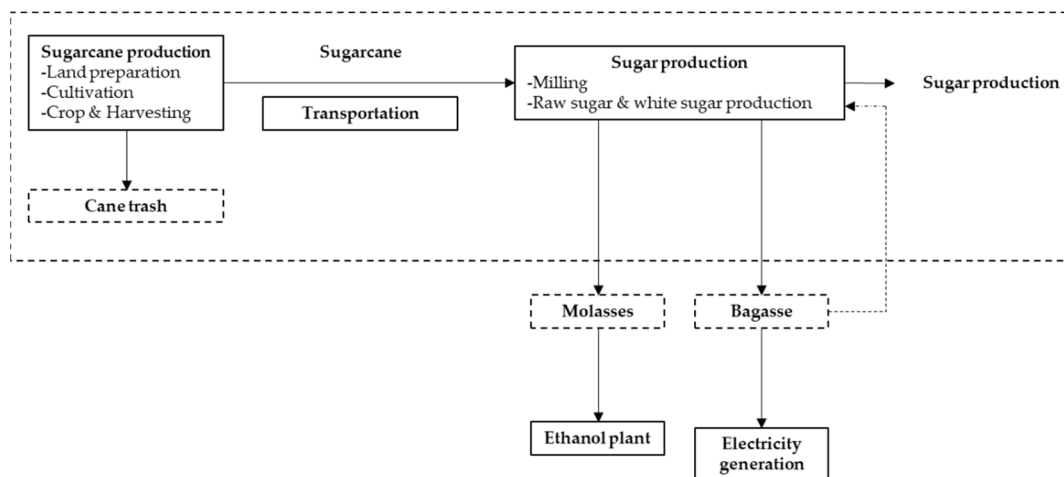 Sugarcane production
-Land preparation
-Cultivation
-Crop & Harvesting
Sugarcane
Transportation
Sugar production
-Milling
-Raw sugar & white sugar production
Sugar production
Cane trash
Molasses
Bagasse
Ethanol plant
Electricity
generation